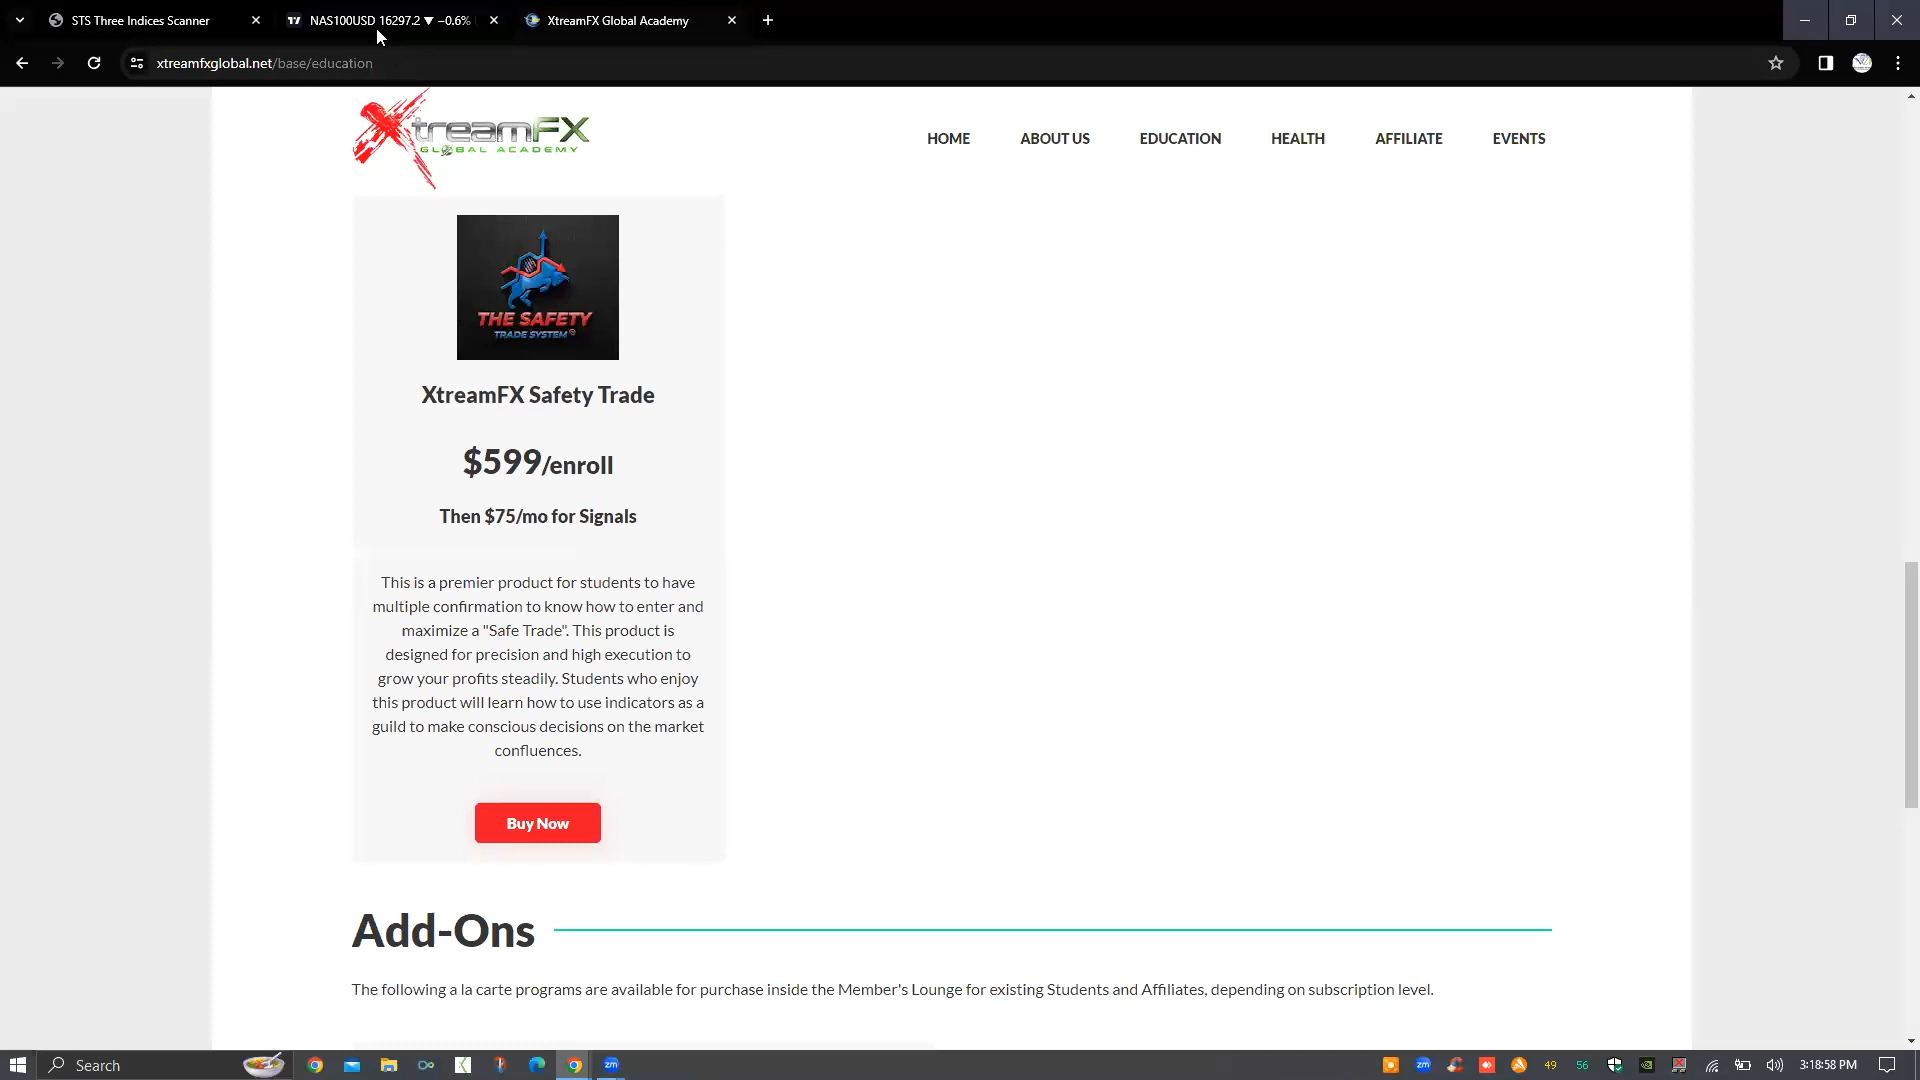 STS Three Indices Scanner
NAS100USD 16297.2 ▼ −0.6%
XtreamFX Global Academy
xtreamfxglobal.net/base/education
XtreamFX
GLOBAL ACADEMY
HOME
ABOUT US
EDUCATION
HEALTH
AFFILIATE
EVENTS
THE SAFETY
TRADE SYSTEM
XtreamFX Safety Trade
$599/enroll
Then $75/mo for Signals
This is a premier product for students to have
multiple confirmation to know how to enter and
maximize a "Safe Trade". This product is
designed for precision and high execution to
grow your profits steadily. Students who enjoy
this product will learn how to use indicators as a
guild to make conscious decisions on the market
confluences.
Buy Now
Add-Ons
The following a la carte programs are available for purchase inside the Member's Lounge for existing Students and Affiliates, depending on subscription level.
Search
zm
zm
49
56
3:18:58 PM